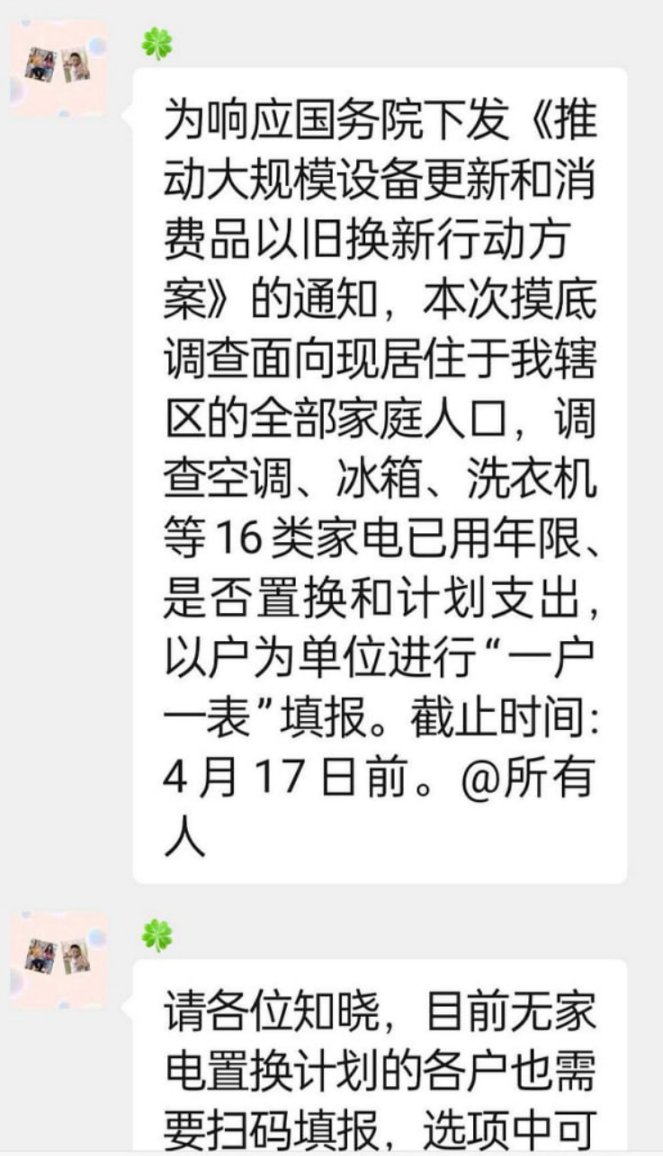 为响应国务院下发《推
动大规模设备更新和消
费品以旧换新行动方
案》的通知，本次摸底
调查面向现居住于我辖
区的全部家庭人口，调
查空调、冰箱、洗衣机
等16类家电已用年限、
是否置换和计划支出，
以户为单位进行“一户
一表”填报。截止时间：
4月17日前。@所有
人
请各位知晓，目前无家
电置换计划的各户也需
要扫码填报，选项中可